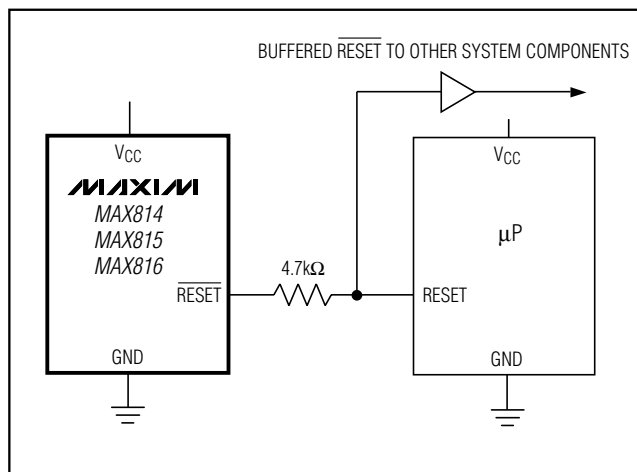 BUFFERED RESET TO OTHER SYSTEM COMPONENTS
VCC
MAXIM
MAX814
MAX815
MAX816
RESET
GND
4.7kΩ
VCC
μP
RESET
GND